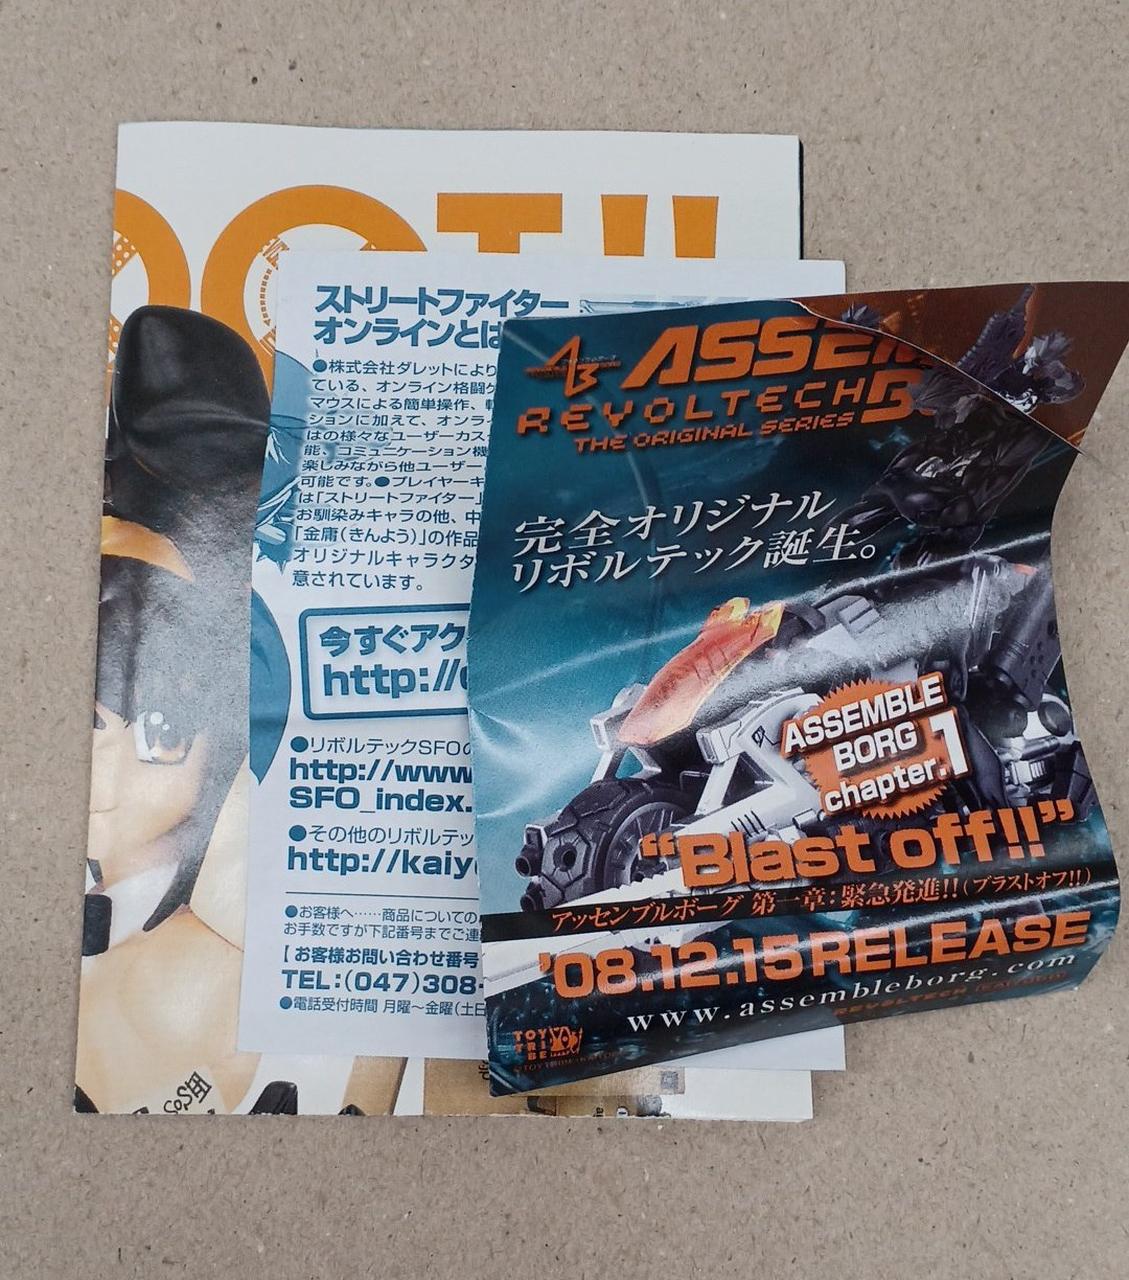 OOT!!
ストリートファイター
オンラインとは
●株式会社ダレットにより
ている、オンライン格闘ゲ
マウスによる簡単操作、
ションに加えて、オンライ
はの様々なユーザーカス
能、コミュニケーション機
楽しみながら他ユーザー
可能です。●プレイヤーキ
は「ストリートファイター」
お馴染みキャラの他、中
「金庸(きんよう)」の作品
オリジナルキャラクタ
意されています。
今すぐアク
http://
●リボルテックSFOの
http://www
SFO_index.
●その他のリボルテッ
http://kaiy
●お客様へ……商品についての
お手数ですが下記番号までご連
【お客様お問い合わせ番号
TEL:(047)308-
●電話受付時間 月曜〜金曜(土日
ASSEM
REVOLTECH B
THE ORIGINAL SERIES
完全オリジナル
リボルテック誕生。
ASSEMBLE
BORG
chapter.1
“Blast off!!”
アッセンブルボーグ 第一章:緊急発進!!(ブラストオフ!!)
'08.12.15 RELEASE
www.assembleborg.com
TOY
TRI
BE